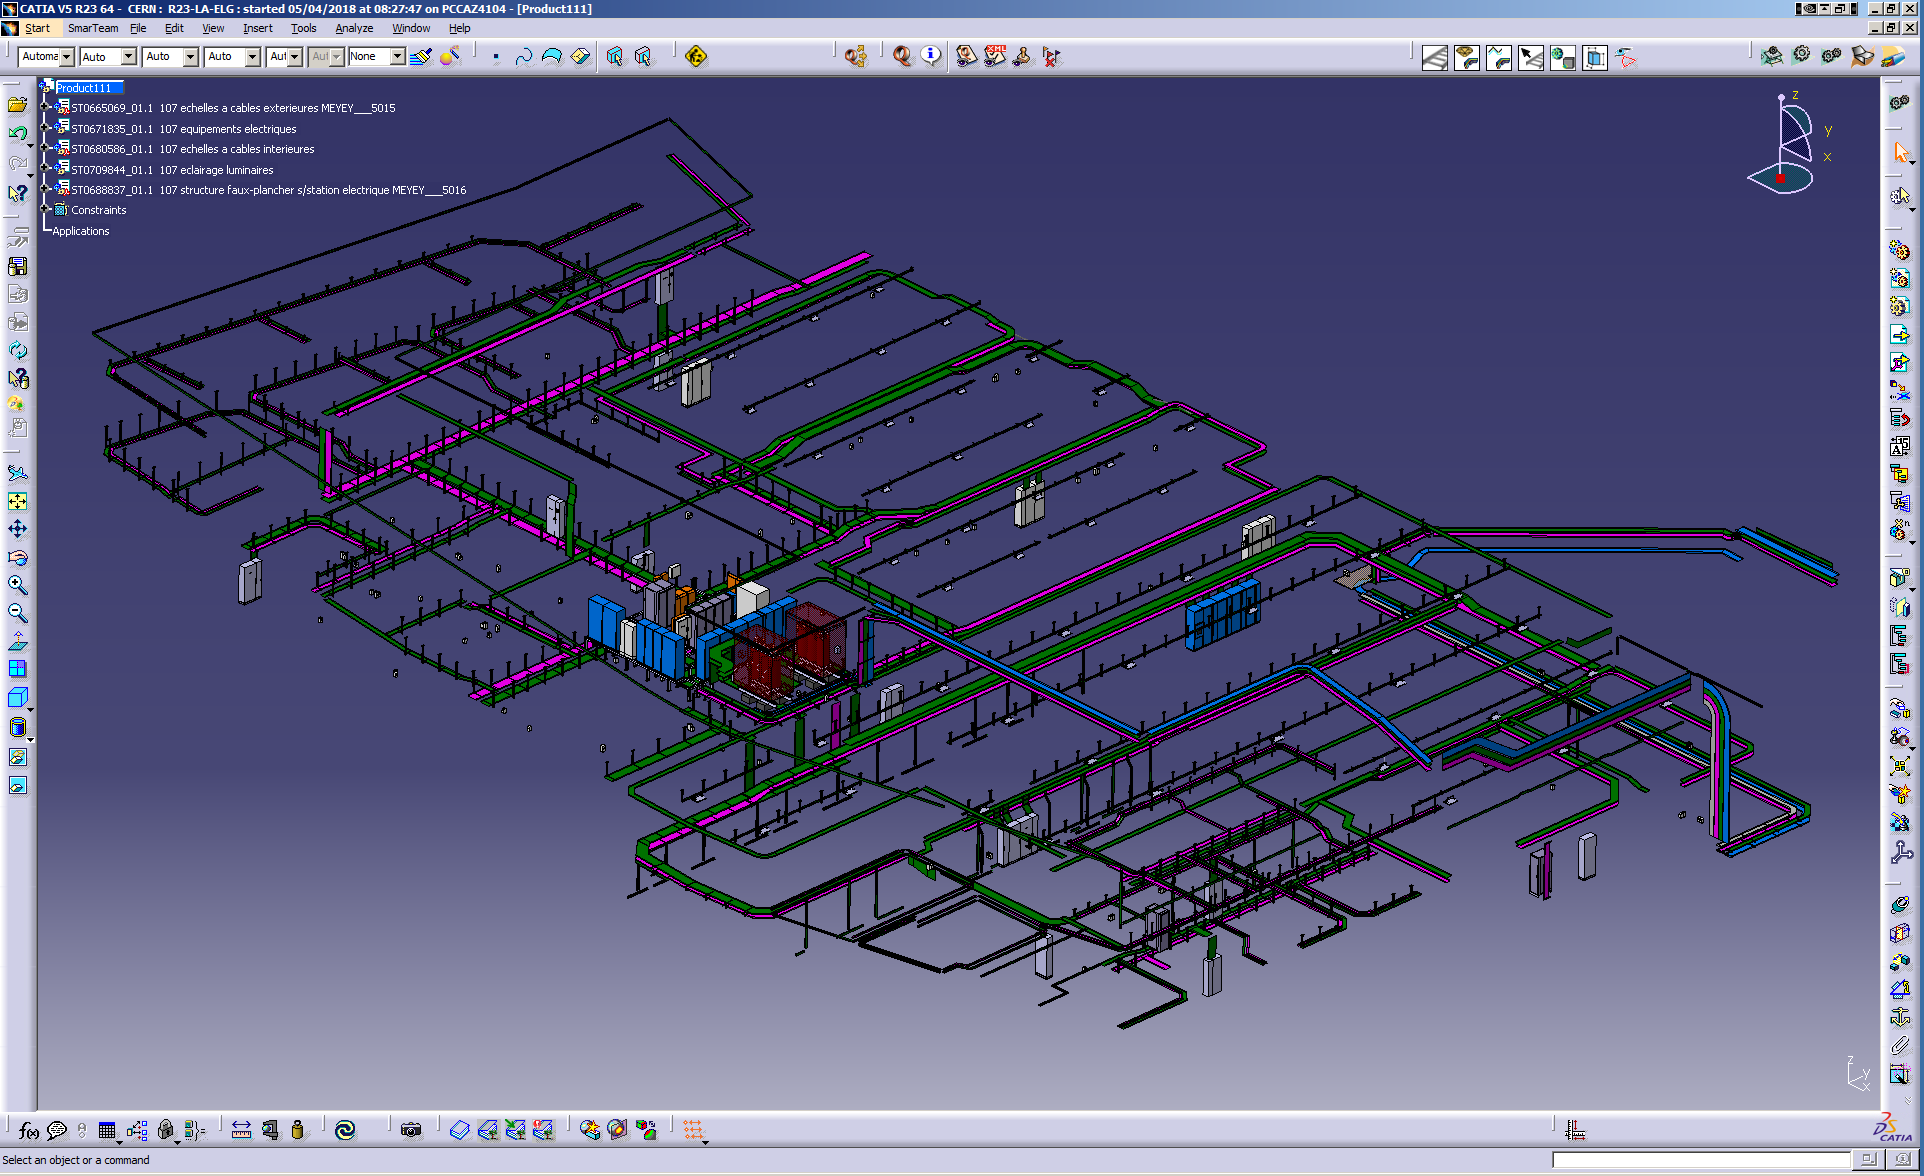 CATIA V5 R23 64 - CERN: R23-LA-ELG : started 05/04/2018 at 08:27:47 on PCCAZ4104 - [Product111]
Start SmarTeam File Edit View Insert Tools Analyze Window Help
Automa Auto Auto Auto Aut Aut None
Product111
ST0665069_01.1 107 echelles a cables exterieures MEYEY___5015
ST0671835_01.1 107 equipements electriques
ST0680586_01.1 107 echelles a cables interieures
ST0709844_01.1 107 eclairage luminaires
ST0688837_01.1 107 structure faux-plancher s/station electrique MEYEY___5016
Constraints
Applications
z
y
x
z
y
x
f(x)
CATIA
Select an object or a command